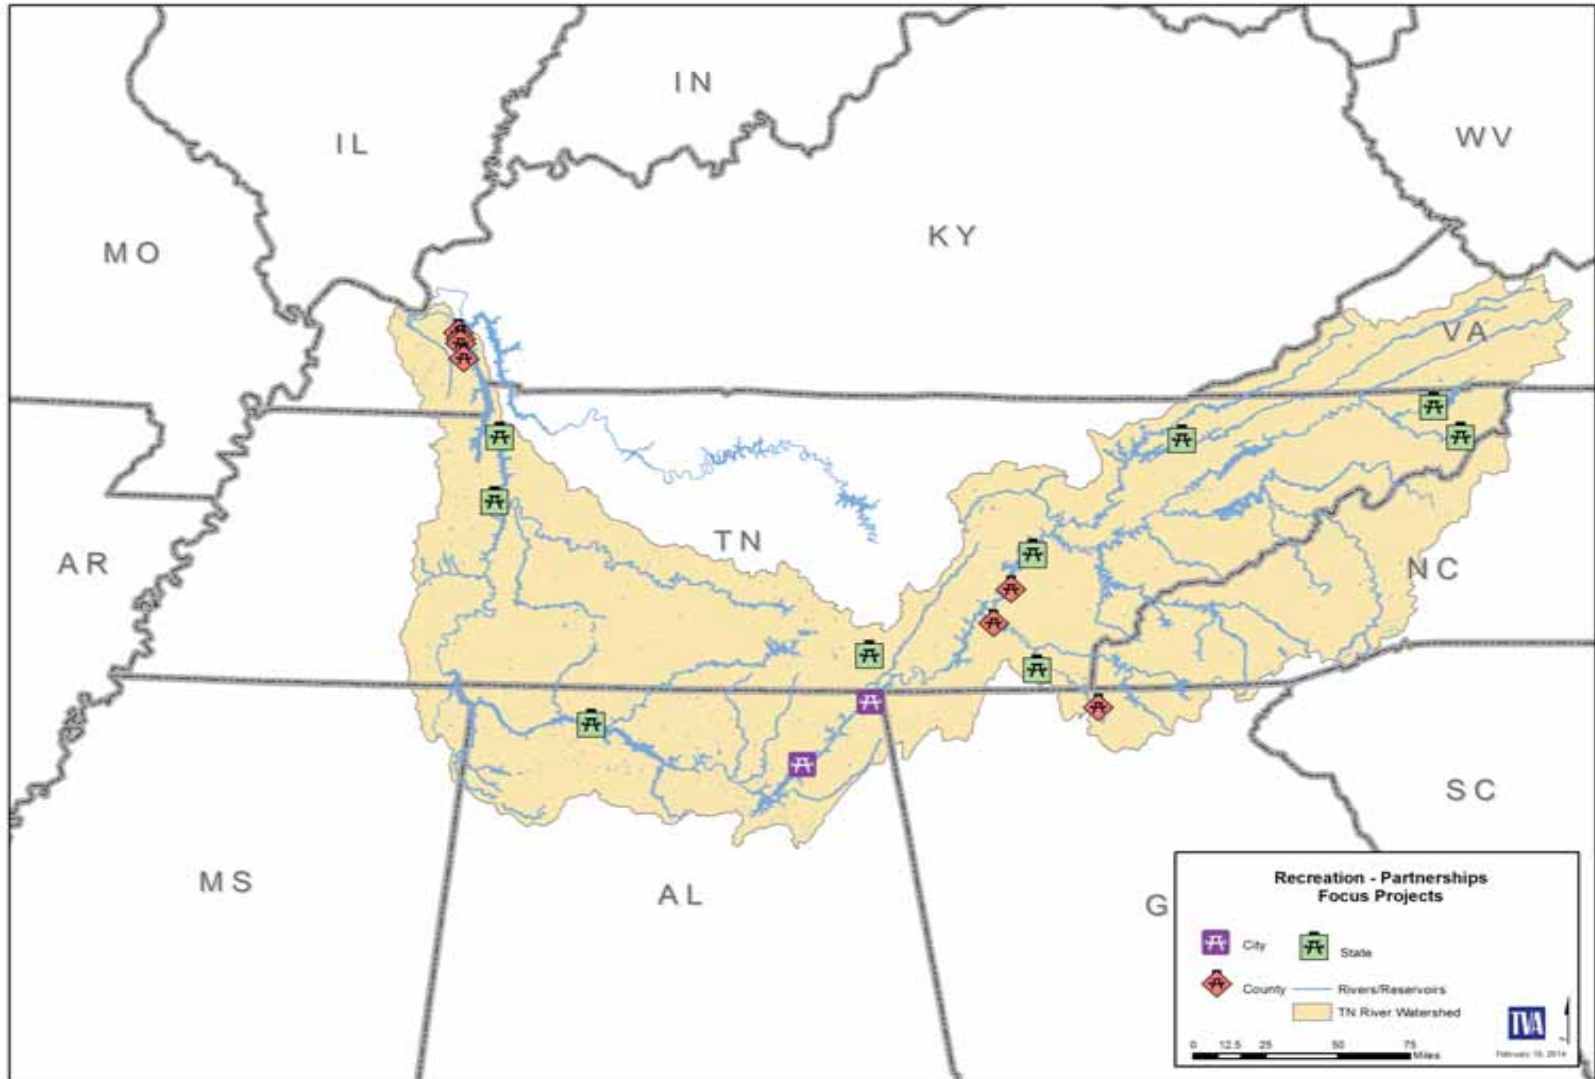 IN
IL
WV
KY
MO
VA
TN
AR
NC
SC
MS
AL
G
Recreation - Partnerships
Focus Projects
City
State
County
Rivers/Reservoirs
TN River Watershed
TVA
0 12.5 25 50 75
Miles